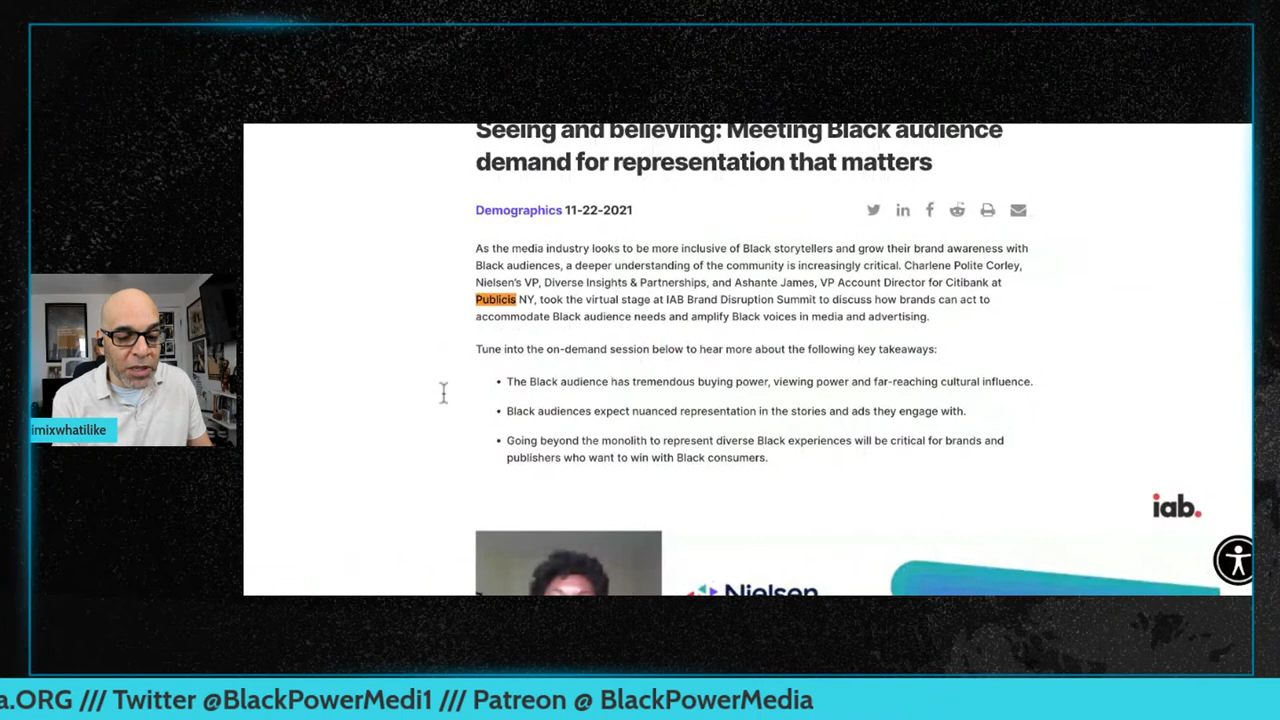 Seeing and believing: Meeting Black audience
demand for representation that matters
Demographics 11-22-2021
As the media industry looks to be more inclusive of Black storytellers and grow their brand awareness with
Black audiences, a deeper understanding of the community is increasingly critical. Charlene Polite Corley,
Nielsen's VP, Diverse Insights & Partnerships, and Ashante James, VP Account Director for Citibank at
Publicis NY, took the virtual stage at IAB Brand Disruption Summit to discuss how brands can act to
accommodate Black audience needs and amplify Black voices in media and advertising.
Tune into the on-demand session below to hear more about the following key takeaways:
• The Black audience has tremendous buying power, viewing power and far-reaching cultural influence.
• Black audiences expect nuanced representation in the stories and ads they engage with.
• Going beyond the monolith to represent diverse Black experiences will be critical for brands and
publishers who want to win with Black consumers.
imixwhatilike
iab.
Nielsen
a.ORG /// Twitter @BlackPowerMedi1 /// Patreon @ BlackPowerMedia